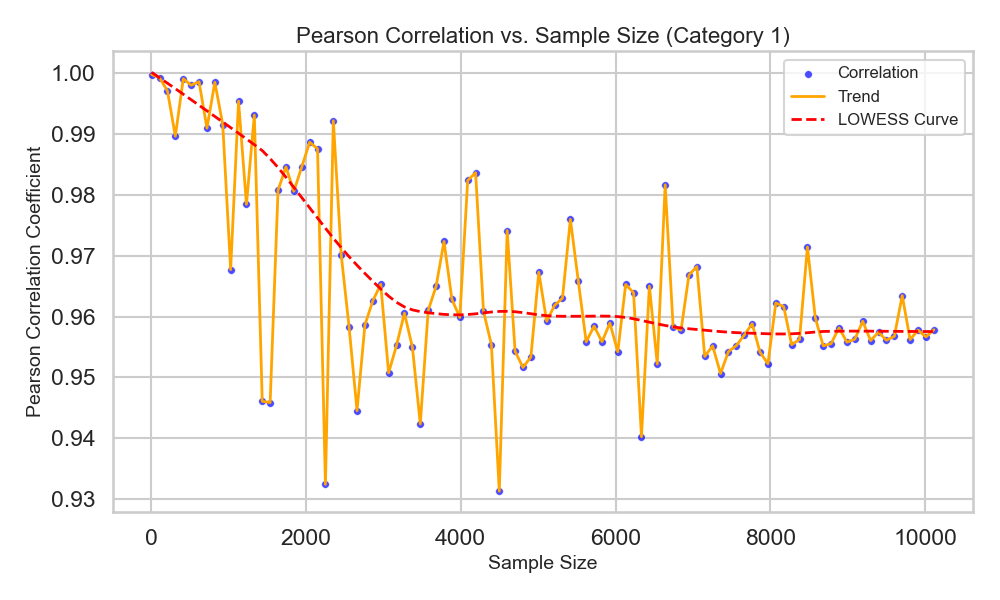 Pearson Correlation vs. Sample Size (Category 1)
Correlation
Trend
LOWESS Curve
Pearson Correlation Coefficient
1.00
0.99
0.98
0.97
0.96
0.95
0.94
0.93
0
2000
4000
6000
8000
10000
Sample Size